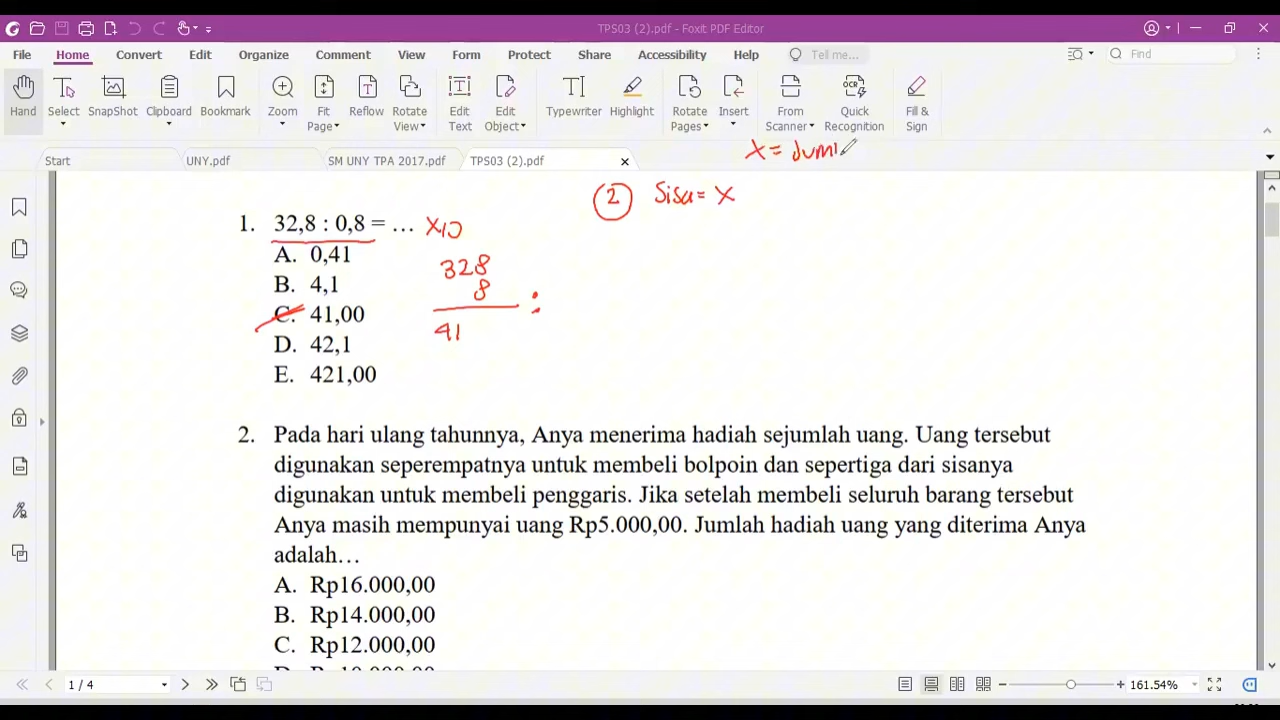 TPS03 (2).pdf - Foxit PDF Editor
File Home Convert Edit Organize Comment View Form Protect Share Accessibility Help Tell me... Find
Hand Select SnapShot Clipboard Bookmark Zoom Fit Page Reflow Rotate View Edit Text Edit Object Typewriter Highlight Rotate Pages Insert From Scanner Quick Recognition Fill & Sign
Start UNY.pdf SM UNY TPA 2017.pdf TPS03 (2).pdf
x = Juml
2 Sisa = x
1. 32,8 : 0,8 = … x10
A. 0,41
328
B. 4,1
8
C. 41,00
:
41
D. 42,1
E. 421,00
2. Pada hari ulang tahunnya, Anya menerima hadiah sejumlah uang. Uang tersebut
digunakan seperempatnya untuk membeli bolpoin dan sepertiga dari sisanya
digunakan untuk membeli penggaris. Jika setelah membeli seluruh barang tersebut
Anya masih mempunyai uang Rp5.000,00. Jumlah hadiah uang yang diterima Anya
adalah…
A. Rp16.000,00
B. Rp14.000,00
C. Rp12.000,00
1 / 4 161.54%